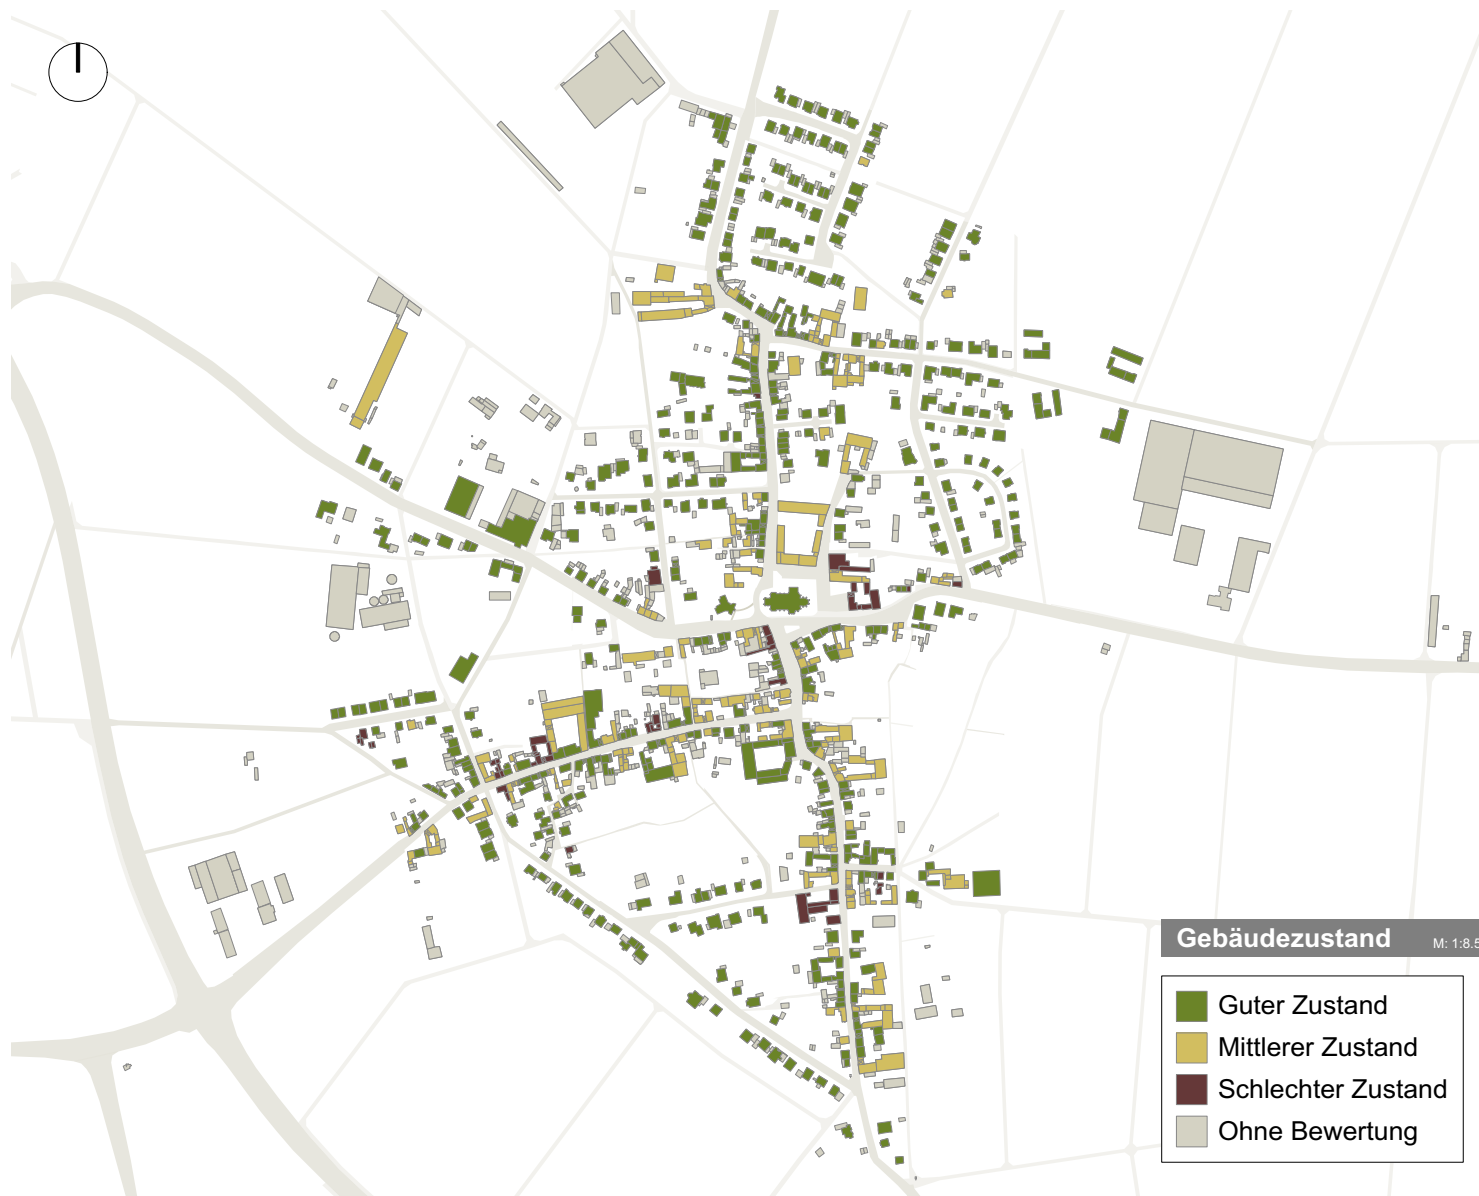 Gebäudezustand
M: 1:8.5
Guter Zustand
Mittlerer Zustand
Schlechter Zustand
Ohne Bewertung